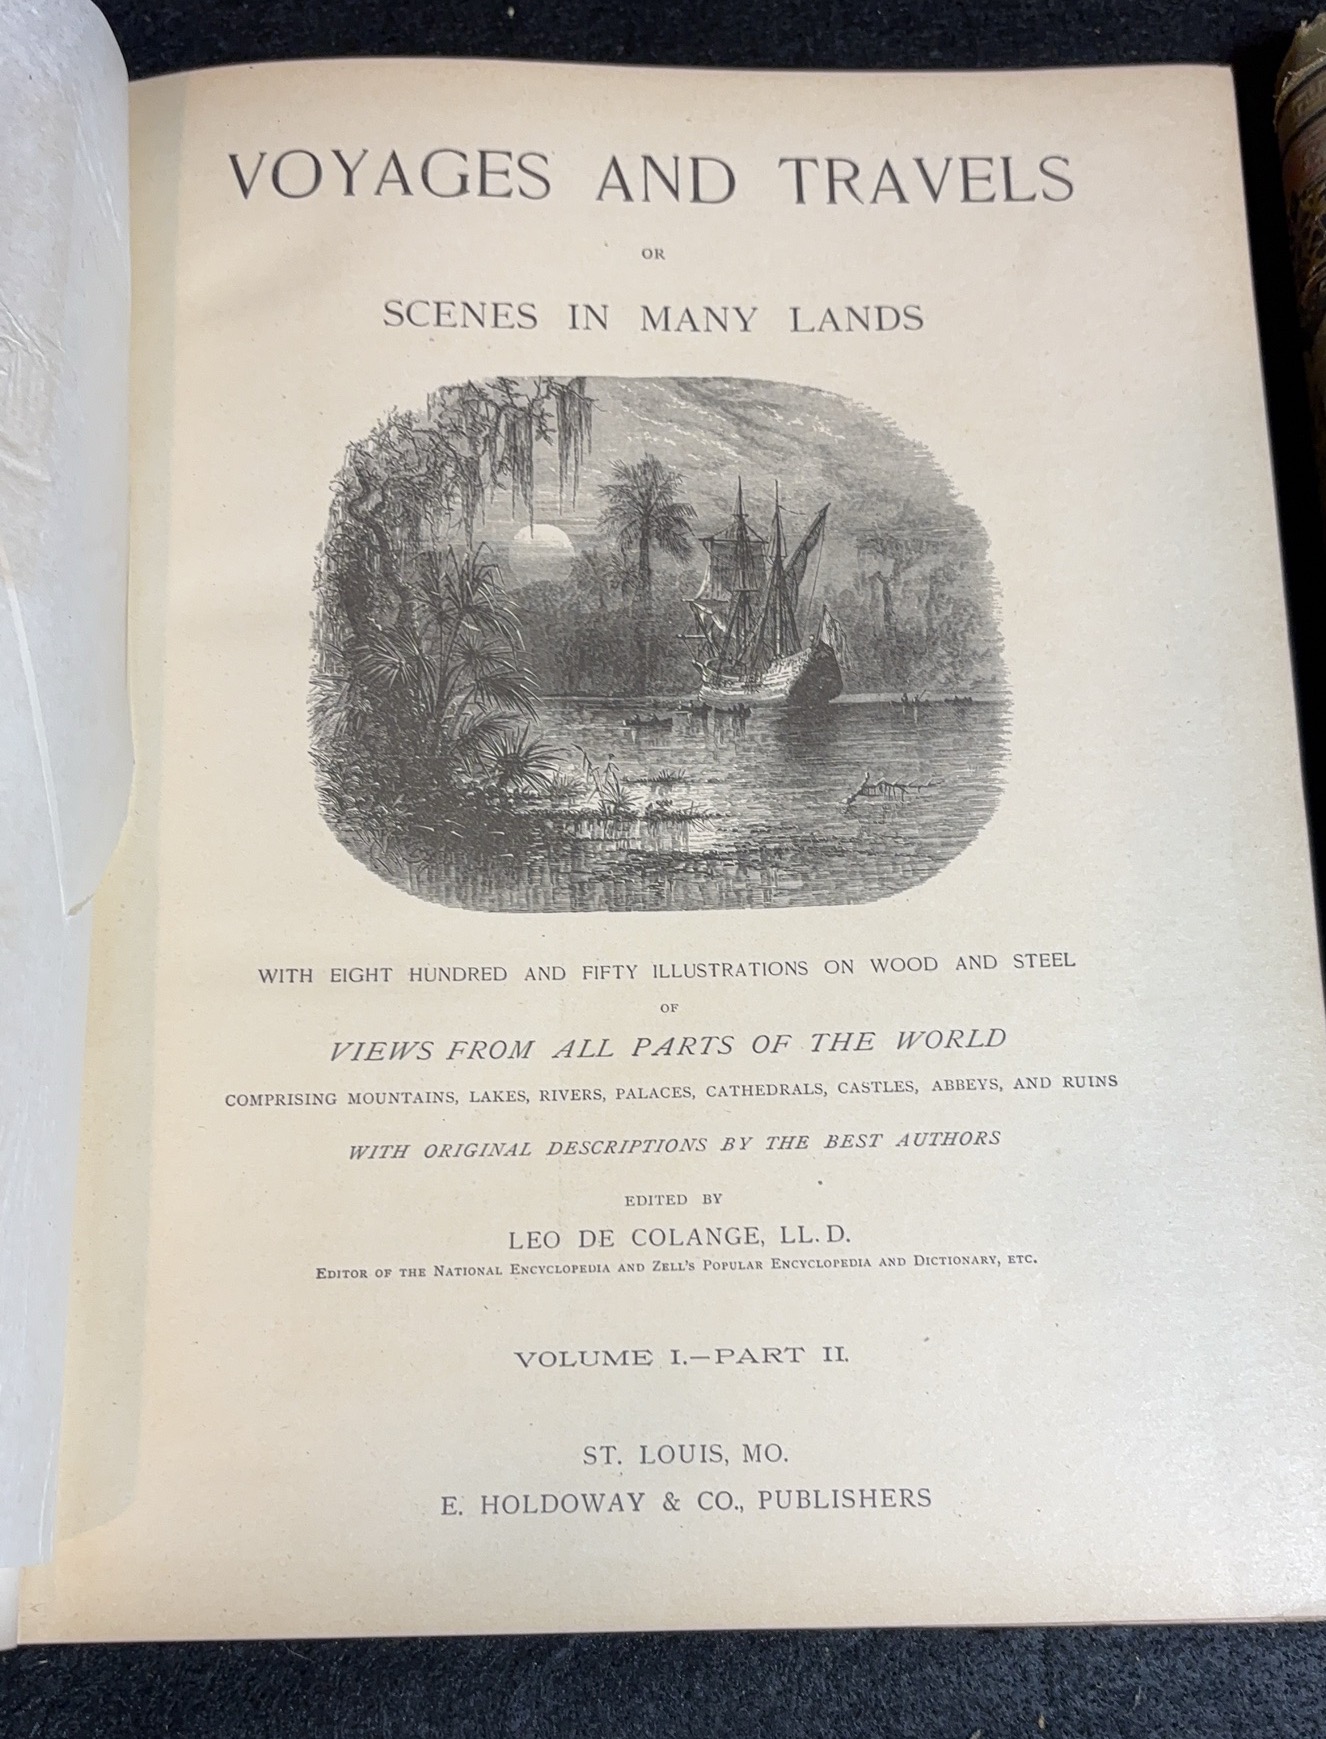 VOYAGES AND TRAVELS
OR
SCENES IN MANY LANDS
WITH EIGHT HUNDRED AND FIFTY ILLUSTRATIONS ON WOOD AND STEEL
OF
VIEWS FROM ALL PARTS OF THE WORLD
COMPRISING MOUNTAINS, LAKES, RIVERS, PALACES, CATHEDRALS, CASTLES, ABBEYS, AND RUINS
WITH ORIGINAL DESCRIPTIONS BY THE BEST AUTHORS
EDITED BY
LEO DE COLANGE, LL. D.
EDITOR OF THE NATIONAL ENCYCLOPEDIA AND ZELL'S POPULAR ENCYCLOPEDIA AND DICTIONARY, ETC.
VOLUME I.—PART II.
ST. LOUIS, MO.
E. HOLDOWAY & CO., PUBLISHERS